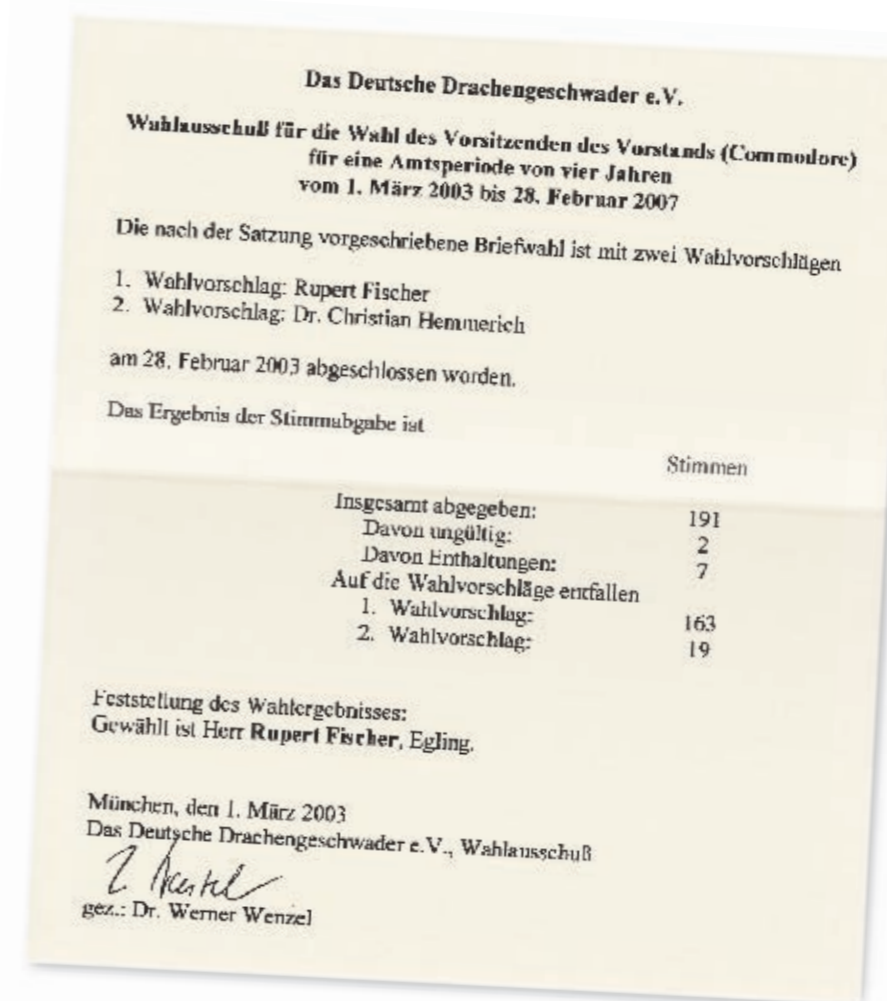 Das Deutsche Drachengeschwader e.V.
Wahlausschuß für die Wahl des Vorsitzenden des Vorstands (Commodore)
für eine Amtsperiode von vier Jahren
vom 1. März 2003 bis 28. Februar 2007
Die nach der Satzung vorgeschriebene Briefwahl ist mit zwei Wahlvorschlägen
1. Wahlvorschlag: Rupert Fischer
2. Wahlvorschlag: Dr. Christian Hemmerich
am 28. Februar 2003 abgeschlossen worden.
Das Ergebnis der Stimmabgabe ist
Stimmen
Insgesamt abgegeben: 191
Davon ungültig: 2
Davon Enthaltungen: 7
Auf die Wahlvorschläge entfallen
1. Wahlvorschlag: 163
2. Wahlvorschlag: 19
Feststellung des Wahlergebnisses:
Gewählt ist Herr Rupert Fischer, Egling.
München, den 1. März 2003
Das Deutsche Drachengeschwader e.V., Wahlausschuß
gez.: Dr. Werner Wenzel